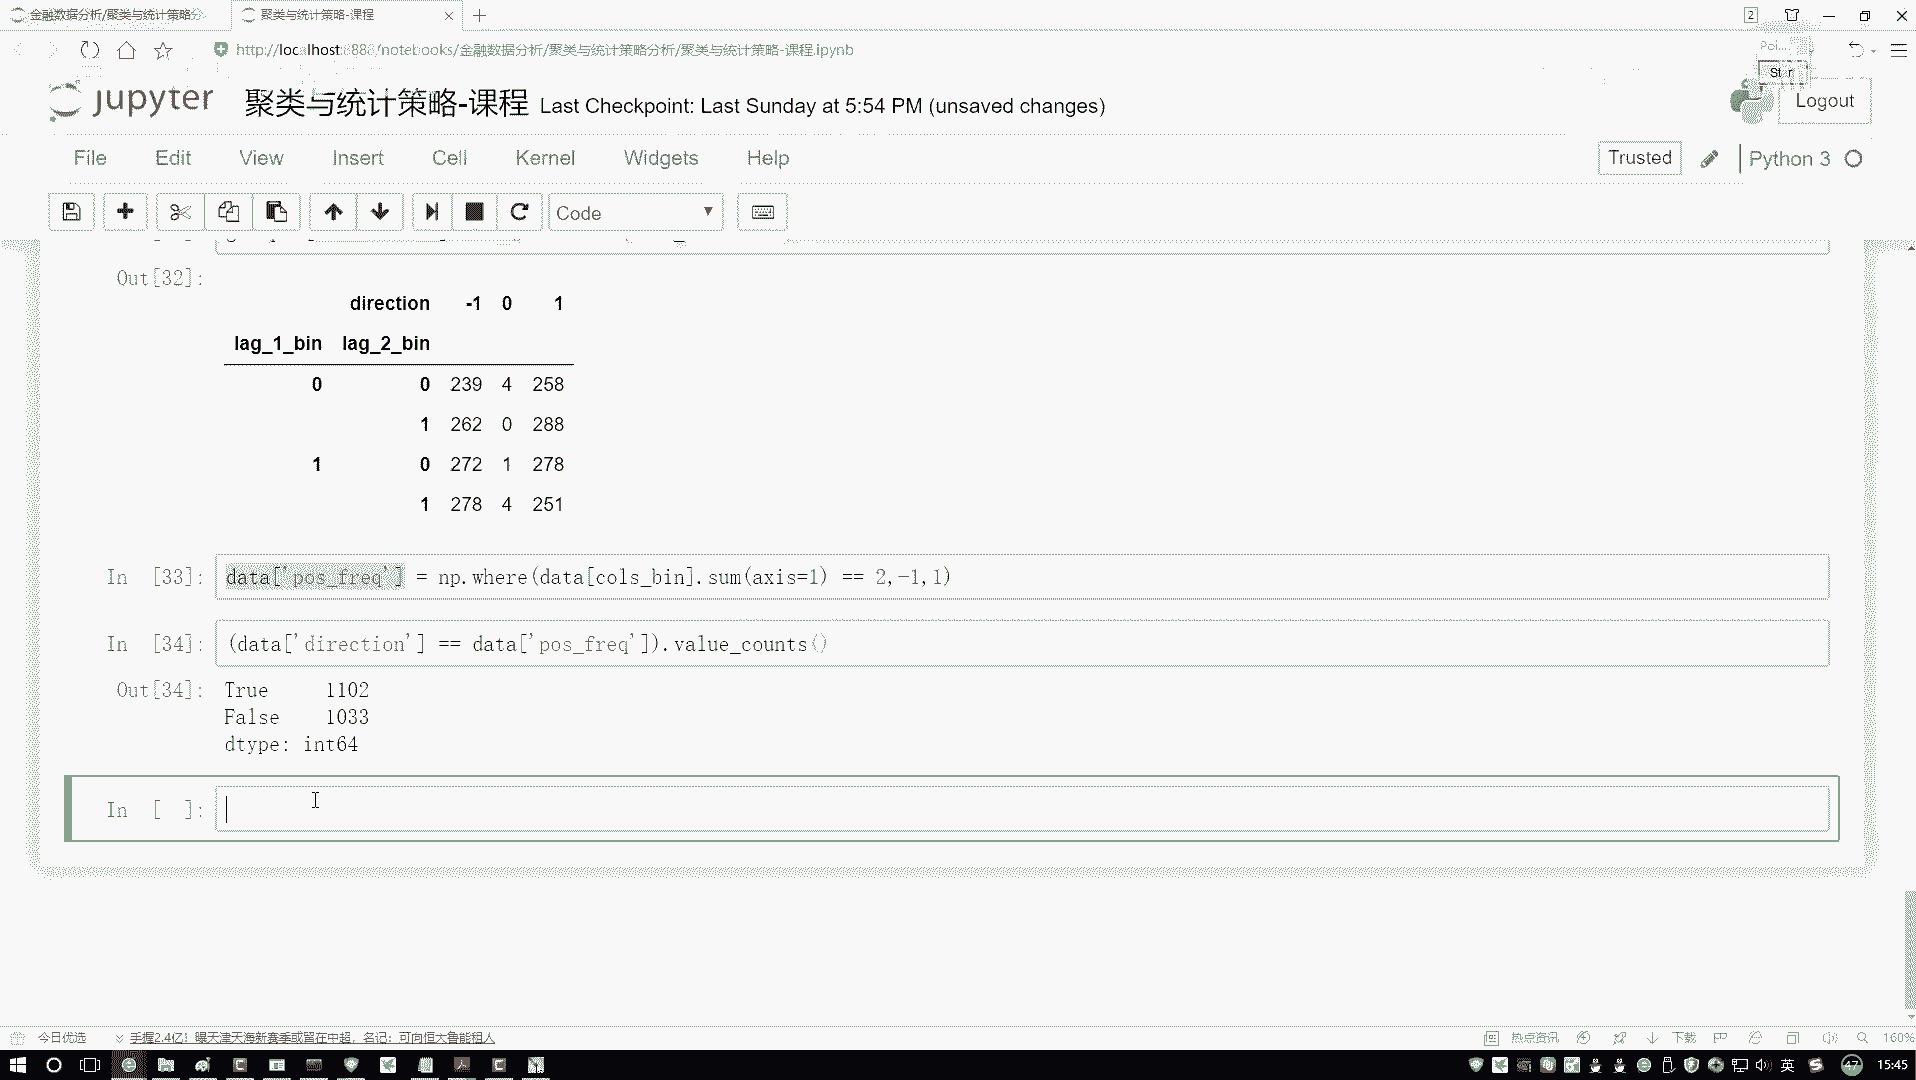 金融数据分析/聚类与统计策略分
聚类与统计策略-课程
2
http://localhost:8888/notebooks/金融数据分析/聚类与统计策略分析/聚类与统计策略-课程.ipynb
Poi...
jupyter
聚类与统计策略-课程 Last Checkpoint: Last Sunday at 5:54 PM (unsaved changes)
Logout
File Edit View Insert Cell Kernel Widgets Help
Trusted
Python 3
Code
Out[32]:
direction -1 0 1
lag_1_bin lag_2_bin
0 0 239 4 258
1 262 0 288
1 0 272 1 278
1 278 4 251
In [33]: data['pos_freq'] = np.where(data[cols_bin].sum(axis=1) == 2,-1,1)
In [34]: (data['direction'] == data['pos_freq']).value_counts()
Out[34]: True 1102
False 1033
dtype: int64
In [ ]:
今日优选
手握2.4亿！曝天津天海新赛季或留在中超，名记：可向恒大鲁能租人
热点资讯
下载
160%
英
47
15:45